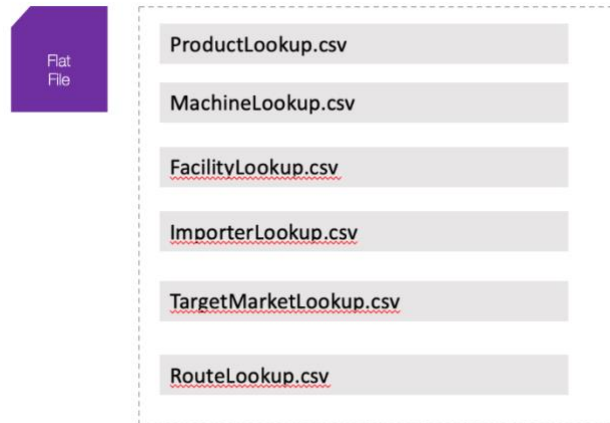 Flat
File
ProductLookup.csv
MachineLookup.csv
FacilityLookup.csv
ImporterLookup.csv
TargetMarketLookup.csv
RouteLookup.csv